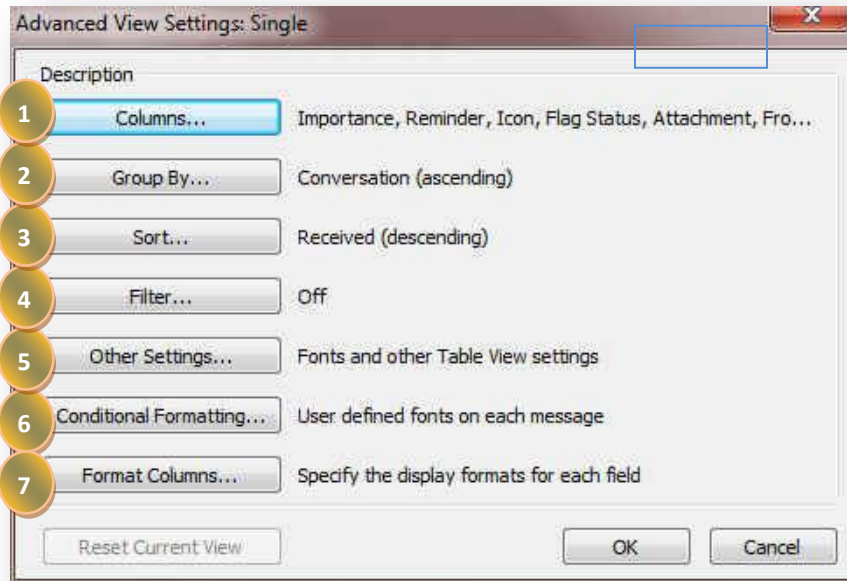 Advanced View Settings: Single
x
Description
1 Columns... Importance, Reminder, Icon, Flag Status, Attachment, Fro...
2 Group By... Conversation (ascending)
3 Sort... Received (descending)
4 Filter... Off
5 Other Settings... Fonts and other Table View settings
6 Conditional Formatting... User defined fonts on each message
7 Format Columns... Specify the display formats for each field
Reset Current View OK Cancel